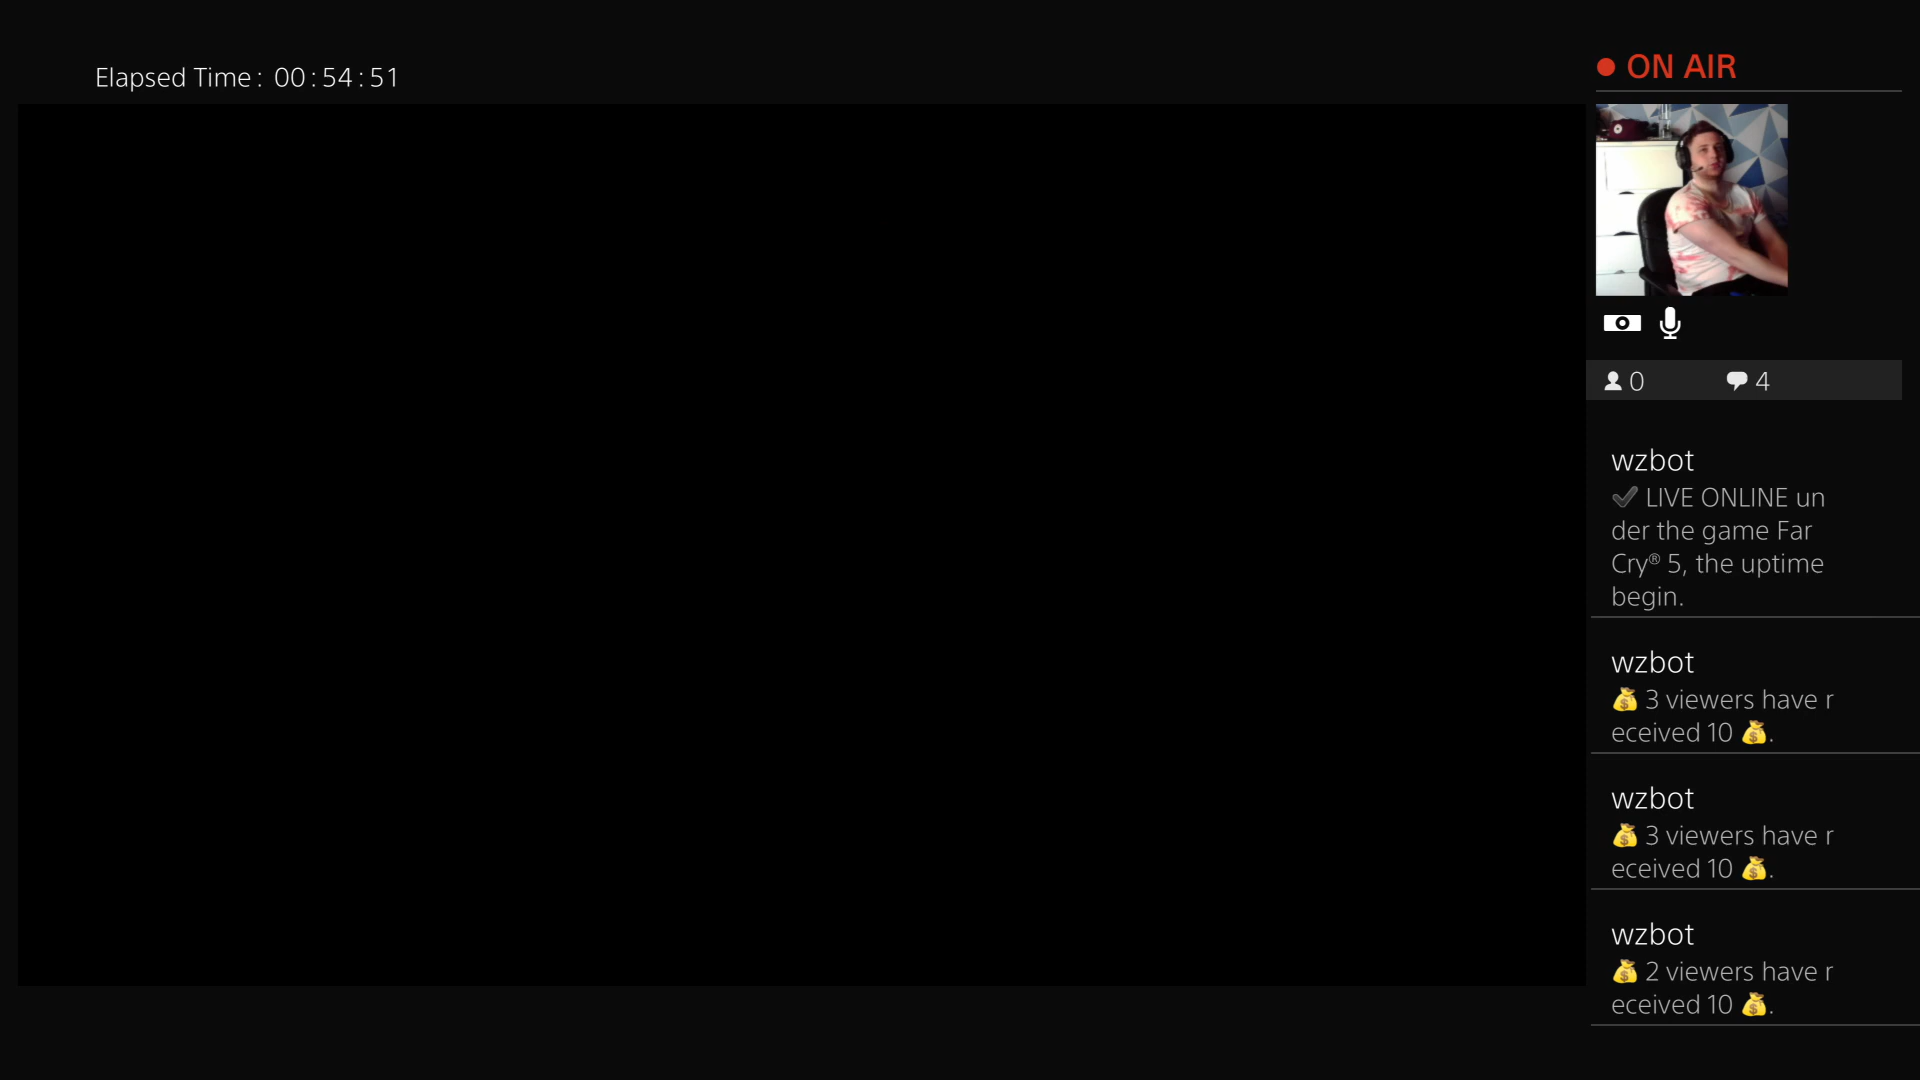 Elapsed Time: 00:54:51
ON AIR
0 4
wzbot
✔ LIVE ONLINE un
der the game Far
Cry® 5, the uptime
begin.
wzbot
💰 3 viewers have r
eceived 10 💰.
wzbot
💰 3 viewers have r
eceived 10 💰.
wzbot
💰 2 viewers have r
eceived 10 💰.